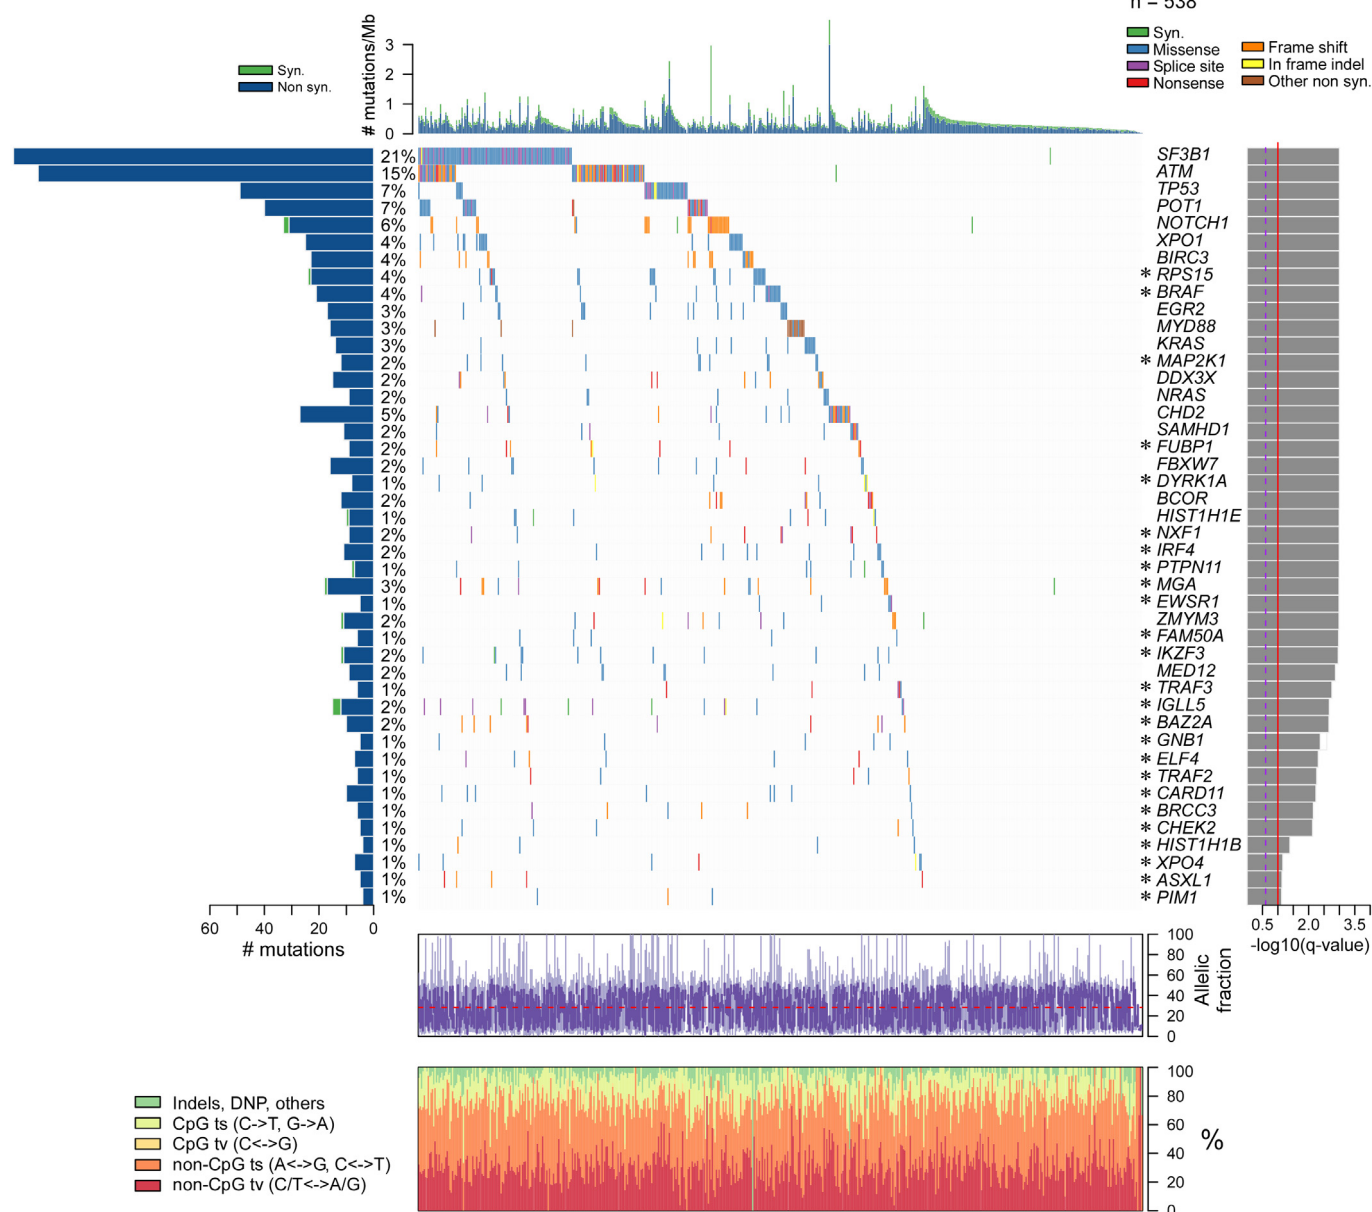 n = 538
# mutations/Mb
3
2
1
0
Syn.
Non syn.
Syn.
Missense
Splice site
Nonsense
Frame shift
In frame indel
Other non syn.
21% SF3B1
15% ATM
7% TP53
7% POT1
6% NOTCH1
4% XPO1
4% BIRC3
4% * RPS15
4% * BRAF
3% EGR2
3% MYD88
3% KRAS
2% * MAP2K1
2% DDX3X
2% NRAS
5% CHD2
2% SAMHD1
2% * FUBP1
2% FBXW7
1% * DYRK1A
2% BCOR
1% HIST1H1E
2% * NXF1
2% * IRF4
1% * PTPN11
3% * MGA
1% * EWSR1
2% ZMYM3
1% * FAM50A
2% * IKZF3
2% MED12
1% * TRAF3
2% * IGLL5
2% * BAZ2A
1% * GNB1
1% * ELF4
1% * TRAF2
1% * CARD11
1% * BRCC3
1% * CHEK2
1% * HIST1H1B
1% * XPO4
1% * ASXL1
1% * PIM1
60 40 20 0
# mutations
0.5 2.0 3.5
-log10(q-value)
100
80
60
40
20
0
Allelic
fraction
Indels, DNP, others
CpG ts (C->T, G->A)
CpG tv (C<->G)
non-CpG ts (A<->G, C<->T)
non-CpG tv (C/T<->A/G)
100
80
60
40
20
0
%